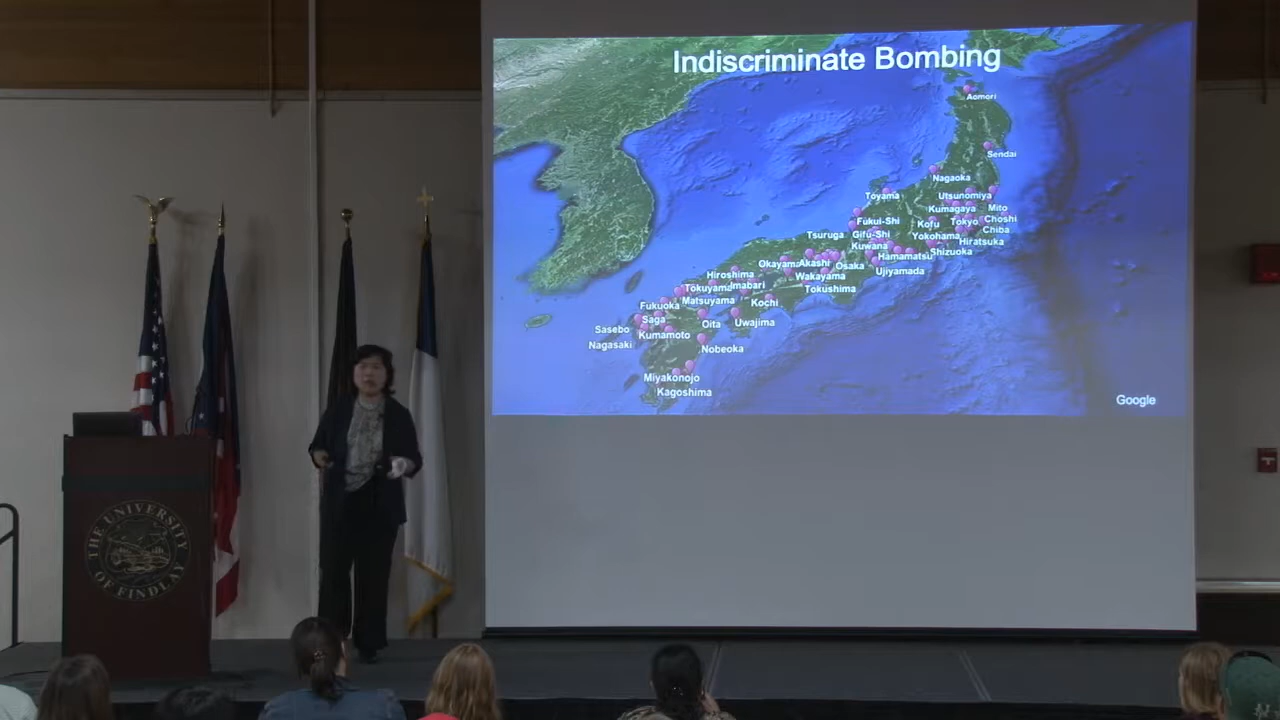 Indiscriminate Bombing
Aomori
Sendai
Nagaoka
Toyama
Utsunomiya
Kumagaya
Mito
Fukui-Shi
Kofu
Tokyo
Choshi
Chiba
Tsuruga
Gifu-Shi
Yokohama
Hiratsuka
Kuwana
Shizuoka
Hamamatsu
Okayama
Akashi
Osaka
Ujiyamada
Hiroshima
Wakayama
Tokuyama
Imabari
Tokushima
Matsuyama
Kochi
Fukuoka
Saga
Oita
Uwajima
Sasebo
Kumamoto
Nagasaki
Nobeoka
Miyakonojo
Kagoshima
Google
THE UNIVERSITY
OF FINDLAY